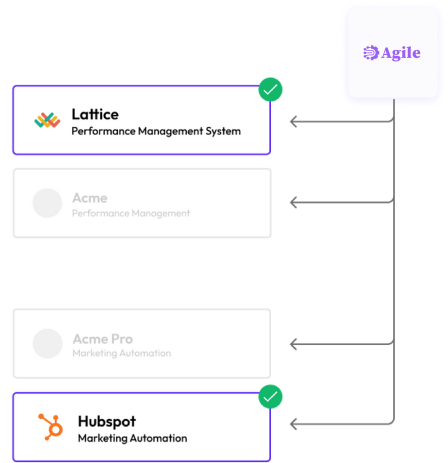 Agile
Lattice
Performance Management System
Acme
Performance Management
Acme Pro
Marketing Automation
Hubspot
Marketing Automation